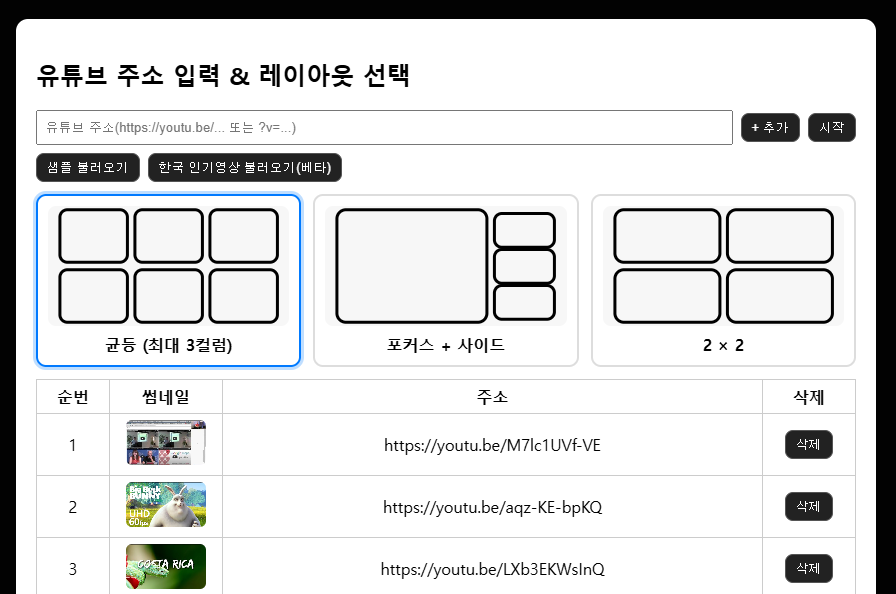 유튜브 주소 입력 & 레이아웃 선택
유튜브 주소(https://youtu.be/... 또는 ?v=...)
+ 추가
시작
샘플 불러오기
한국 인기영상 불러오기(베타)
균등 (최대 3컬럼)
포커스 + 사이드
2 × 2
순번
썸네일
주소
삭제
1
https://youtu.be/M7lc1UVf-VE
삭제
2
Big Buck
BUNNY
UHD
60fps
https://youtu.be/aqz-KE-bpKQ
삭제
3
COSTA RICA
https://youtu.be/LXb3EKWsInQ
삭제